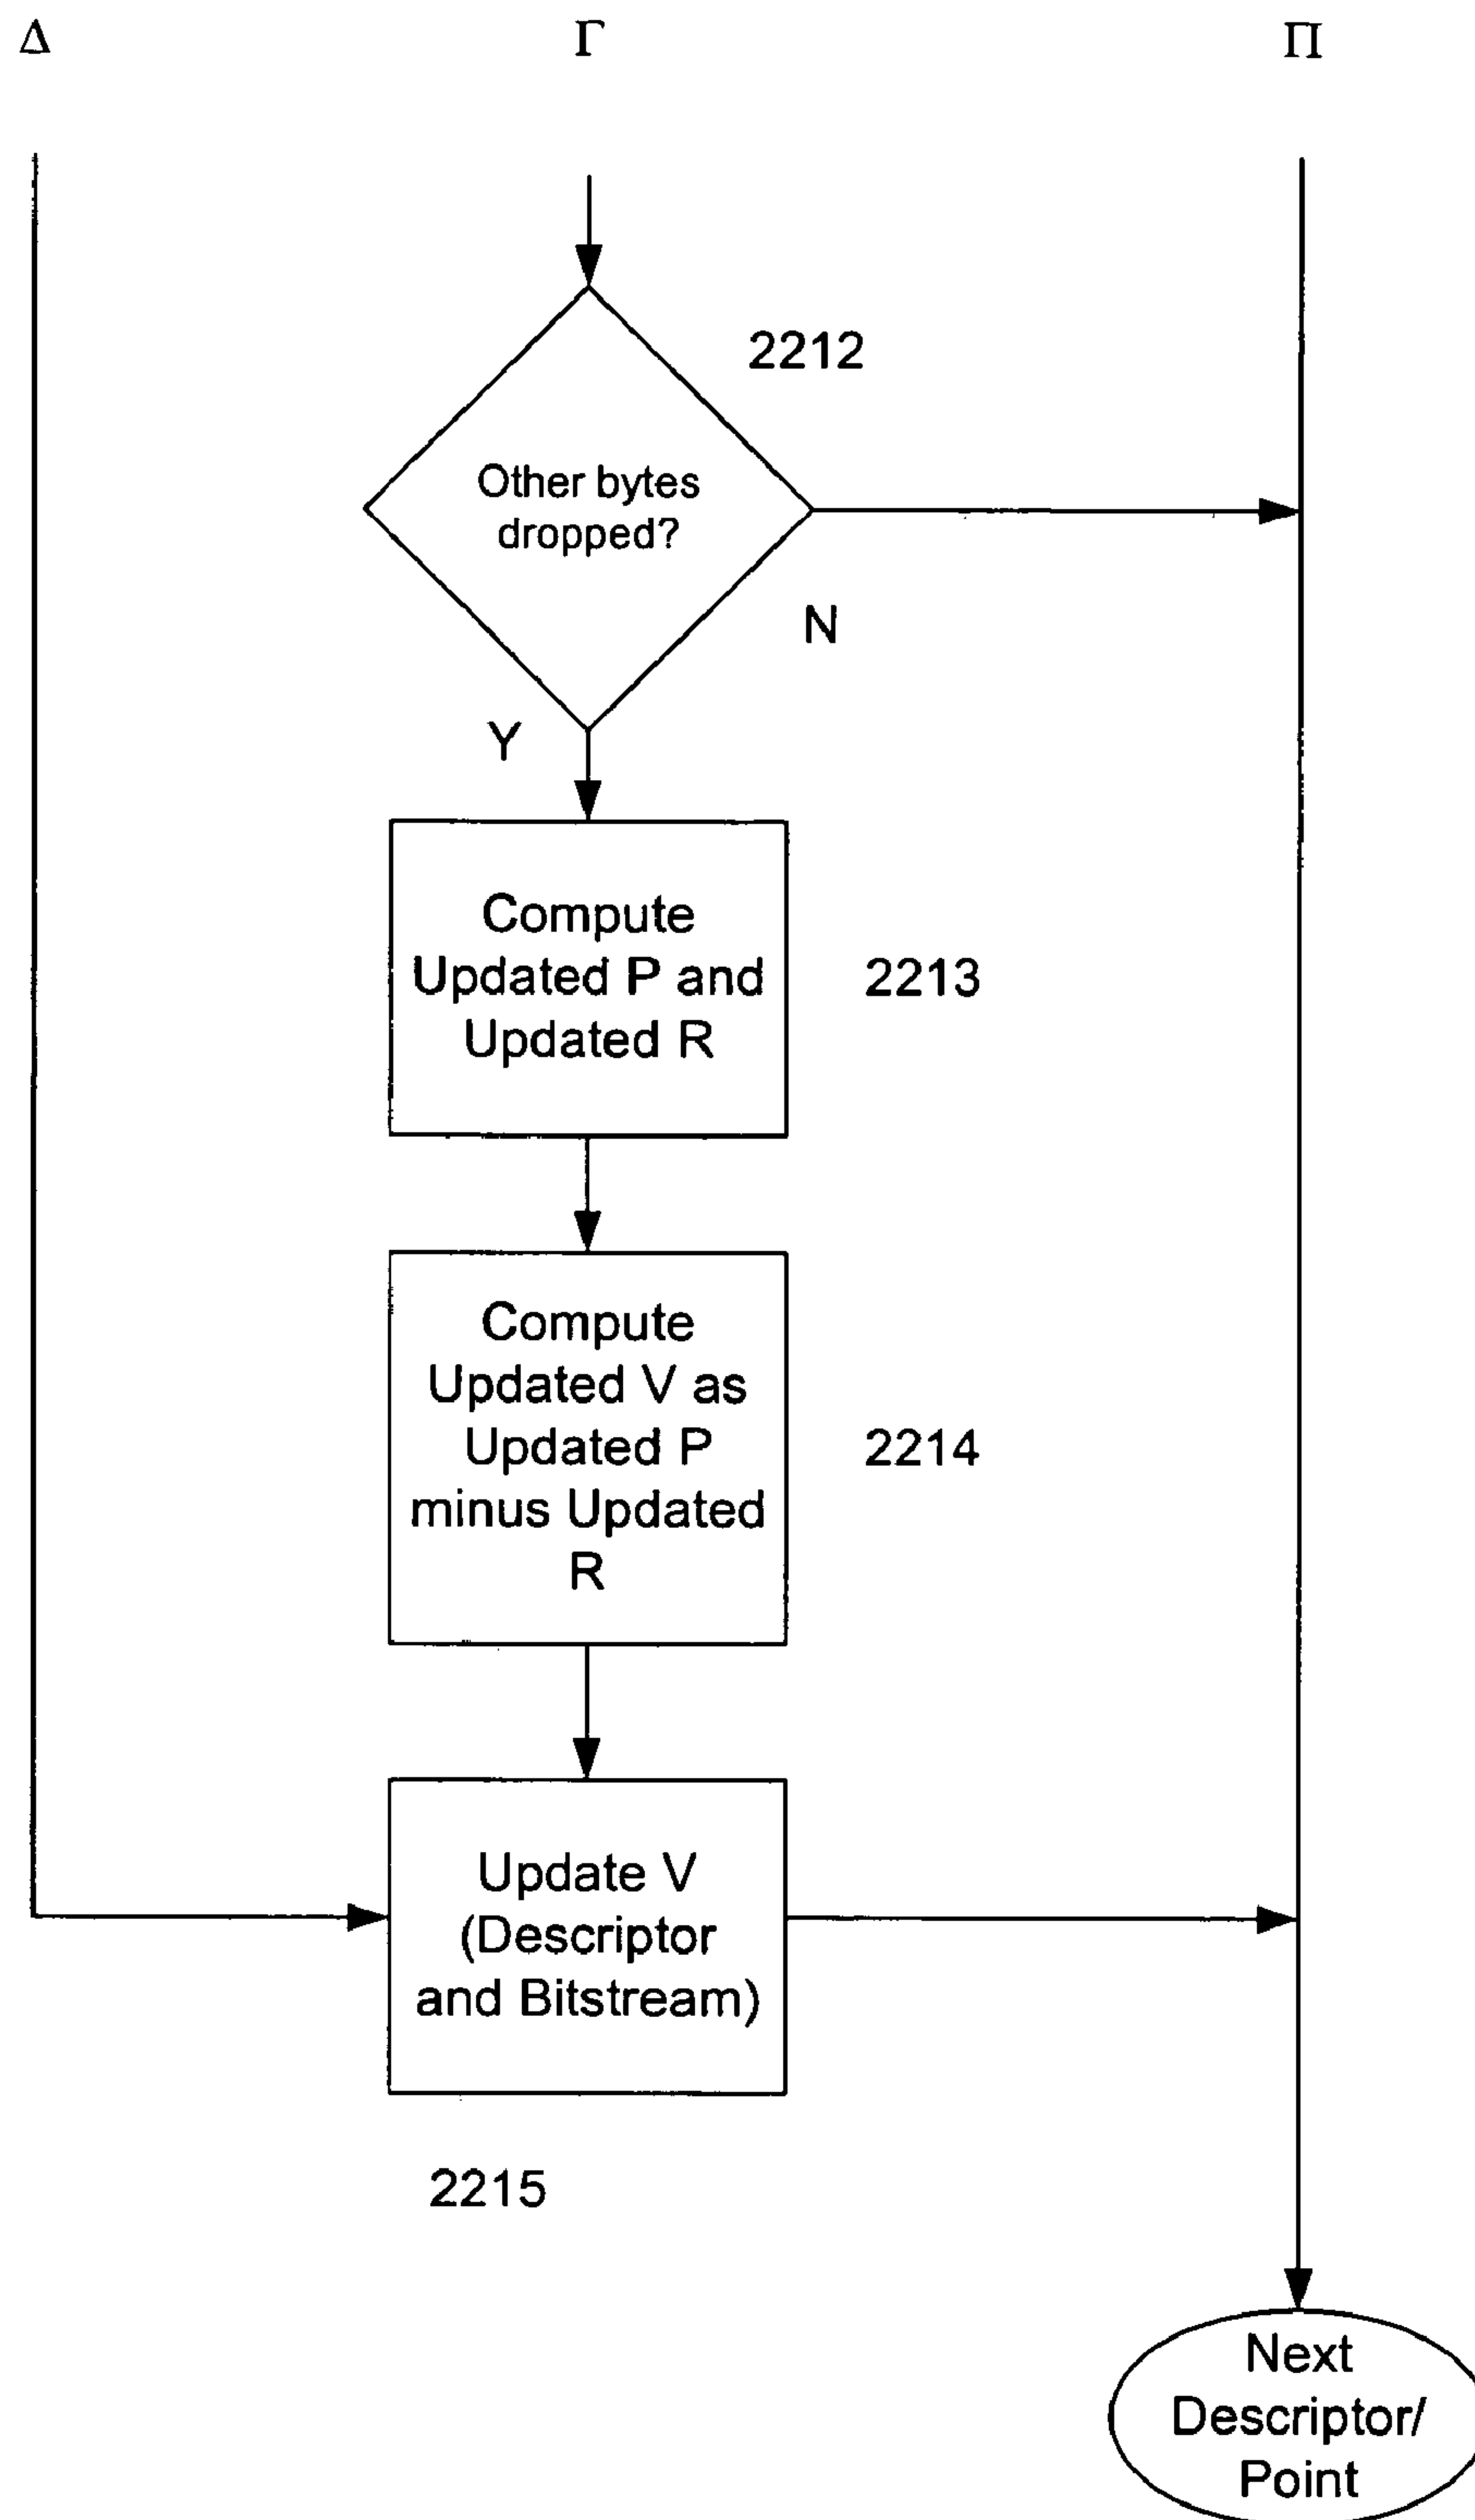 Δ Γ Π
2212
Other bytes
dropped?
N
Y
Compute
Updated P and
Updated R
2213
Compute
Updated V as
Updated P
minus Updated
R
2214
Update V
(Descriptor
and Bitstream)
2215
Next
Descriptor/
Point